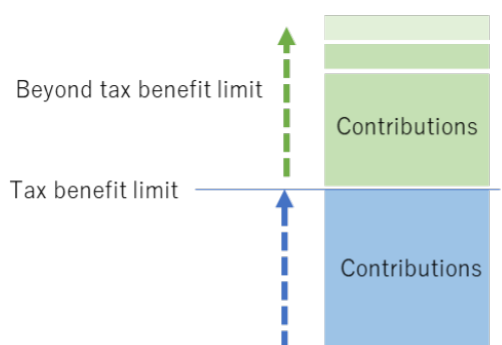 Beyond tax benefit limit
Contributions
Tax benefit limit
Contributions